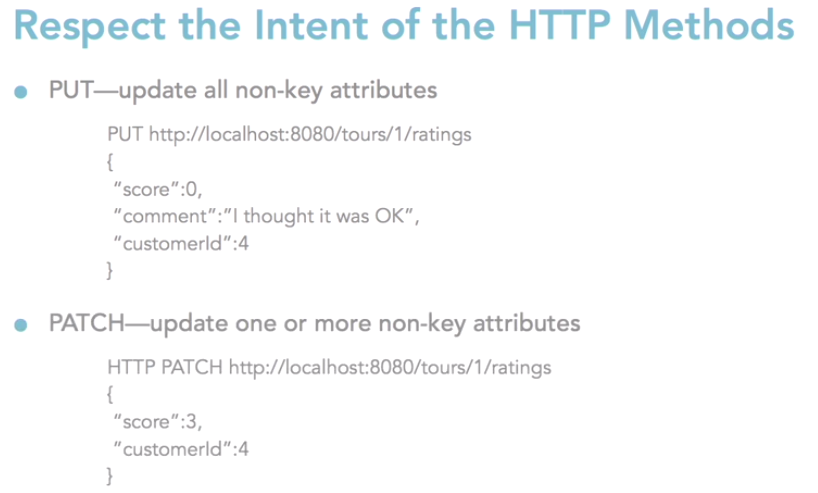 Respect the Intent of the HTTP Methods
• PUT—update all non-key attributes
PUT http://localhost:8080/tours/1/ratings
{
“score”:0,
“comment”:”I thought it was OK”,
“customerId”:4
}
• PATCH—update one or more non-key attributes
HTTP PATCH http://localhost:8080/tours/1/ratings
{
“score”:3,
“customerId”:4
}